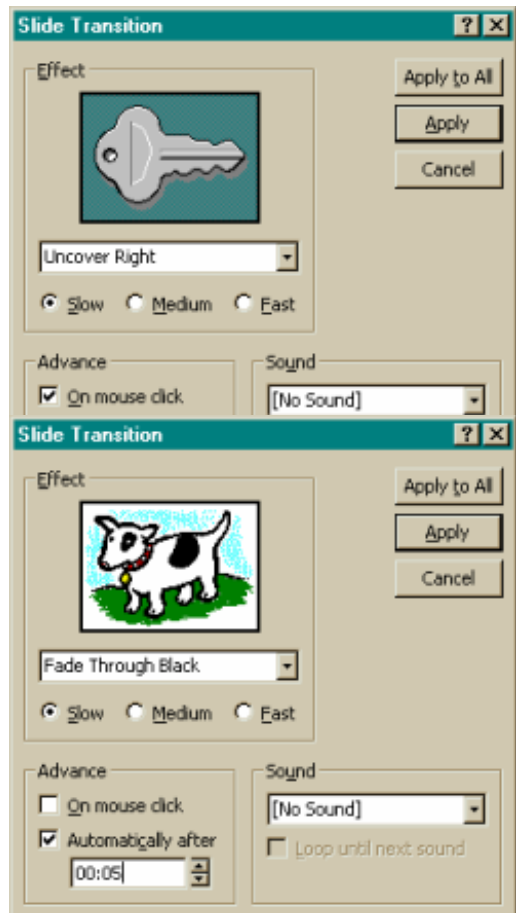 Slide Transition
Effect
Apply to All
Apply
Cancel
Uncover Right
Slow Medium Fast
Advance Sound
On mouse click [No Sound]
Slide Transition
Effect
Apply to All
Apply
Cancel
Fade Through Black
Slow Medium Fast
Advance Sound
On mouse click [No Sound]
Automatically after Loop until next sound
00:05